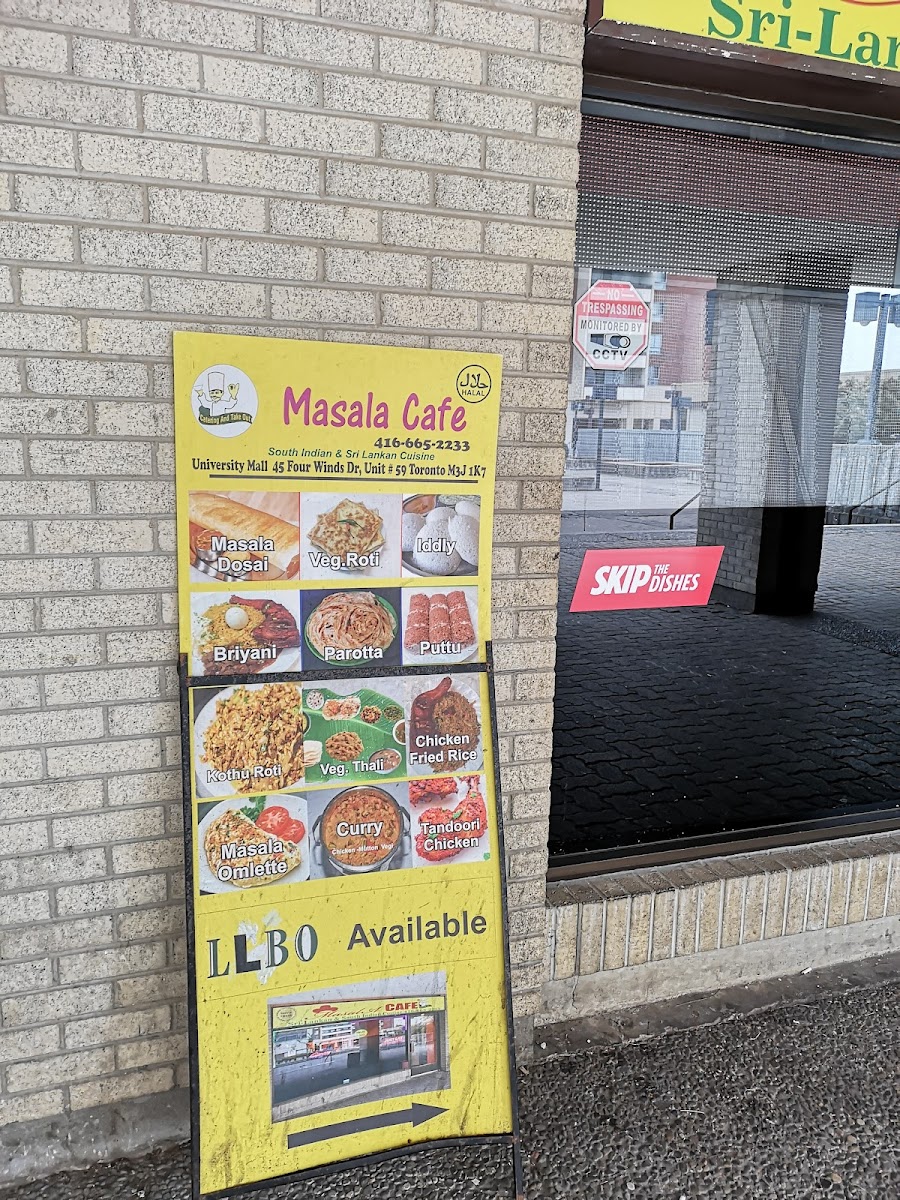 Sri-Lan
NO
TRESPASSING
MONITORED BY
CCTV
SKIP THE DISHES
Catering And Take Out
حلال
HALAL
Masala Cafe
416-665-2233
South Indian & Sri Lankan Cuisine
University Mall 45 Four Winds Dr, Unit # 59 Toronto M3J 1K7
Masala
Dosai
Veg.Roti
Iddly
Briyani
Parotta
Puttu
Kothu Roti
Veg. Thali
Chicken
Fried Rice
Masala
Omlette
Curry
Chicken -Mutton Veg
Tandoori
Chicken
LLBO Available
CAFE